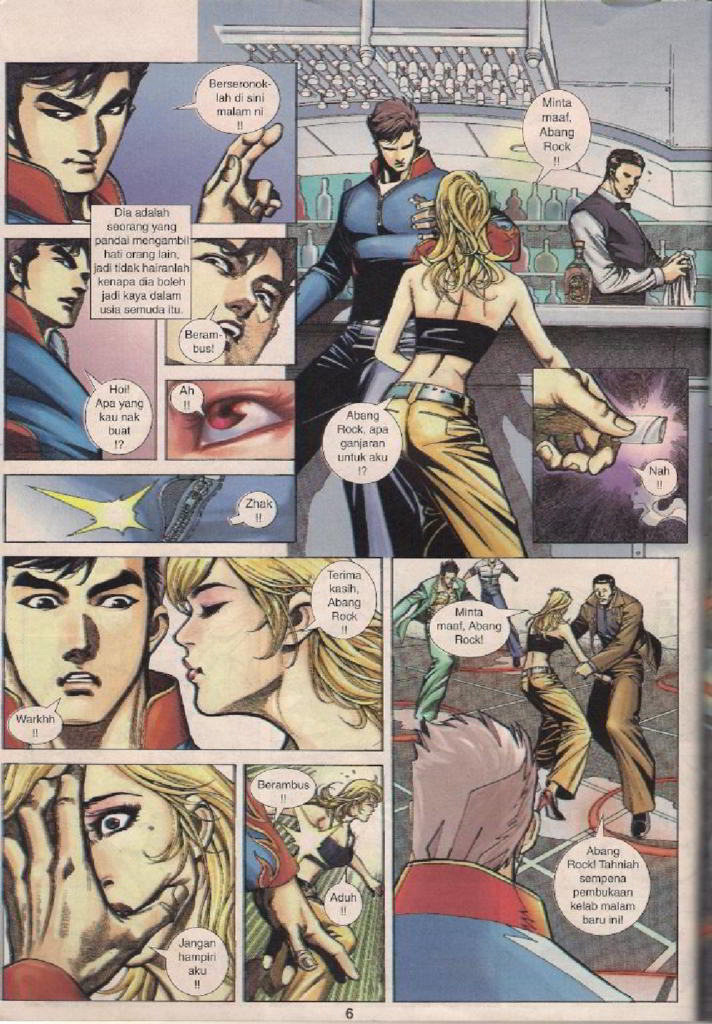 Berseronok-
lah di sini
malam ni
!!
Minta
maaf,
Abang
Rock
!!
Dia adalah
seorang yang
pandai mengambil
hati orang lain,
jadi tidak hairanlah
kenapa dia boleh
jadi kaya dalam
usia semuda itu.
Beram-
bus!
Hoi!
Apa yang
kau nak
buat
!?
Ah
!!
Abang
Rock, apa
ganjaran
untuk aku
!?
Nah
!!
Zhak
!!
Warkhh
!!
Terima
kasih,
Abang
Rock
!!
Minta
maaf, Abang
Rock!
Jangan
hampiri
aku
!!
Berambus
!!
Aduh
!!
Abang
Rock! Tahniah
sempena
pembukaan
kelab malam
baru ini!
6